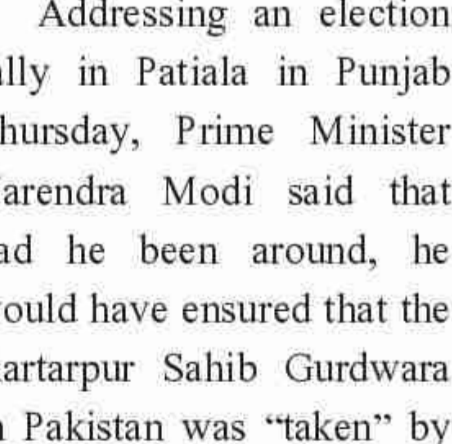 Addressing an election
ally in Patiala in Punjab
hursday, Prime Minister
arendra Modi said that
ad he been around, he
ould have ensured that the
artarpur Sahib Gurdwara
n Pakistan was “taken” by